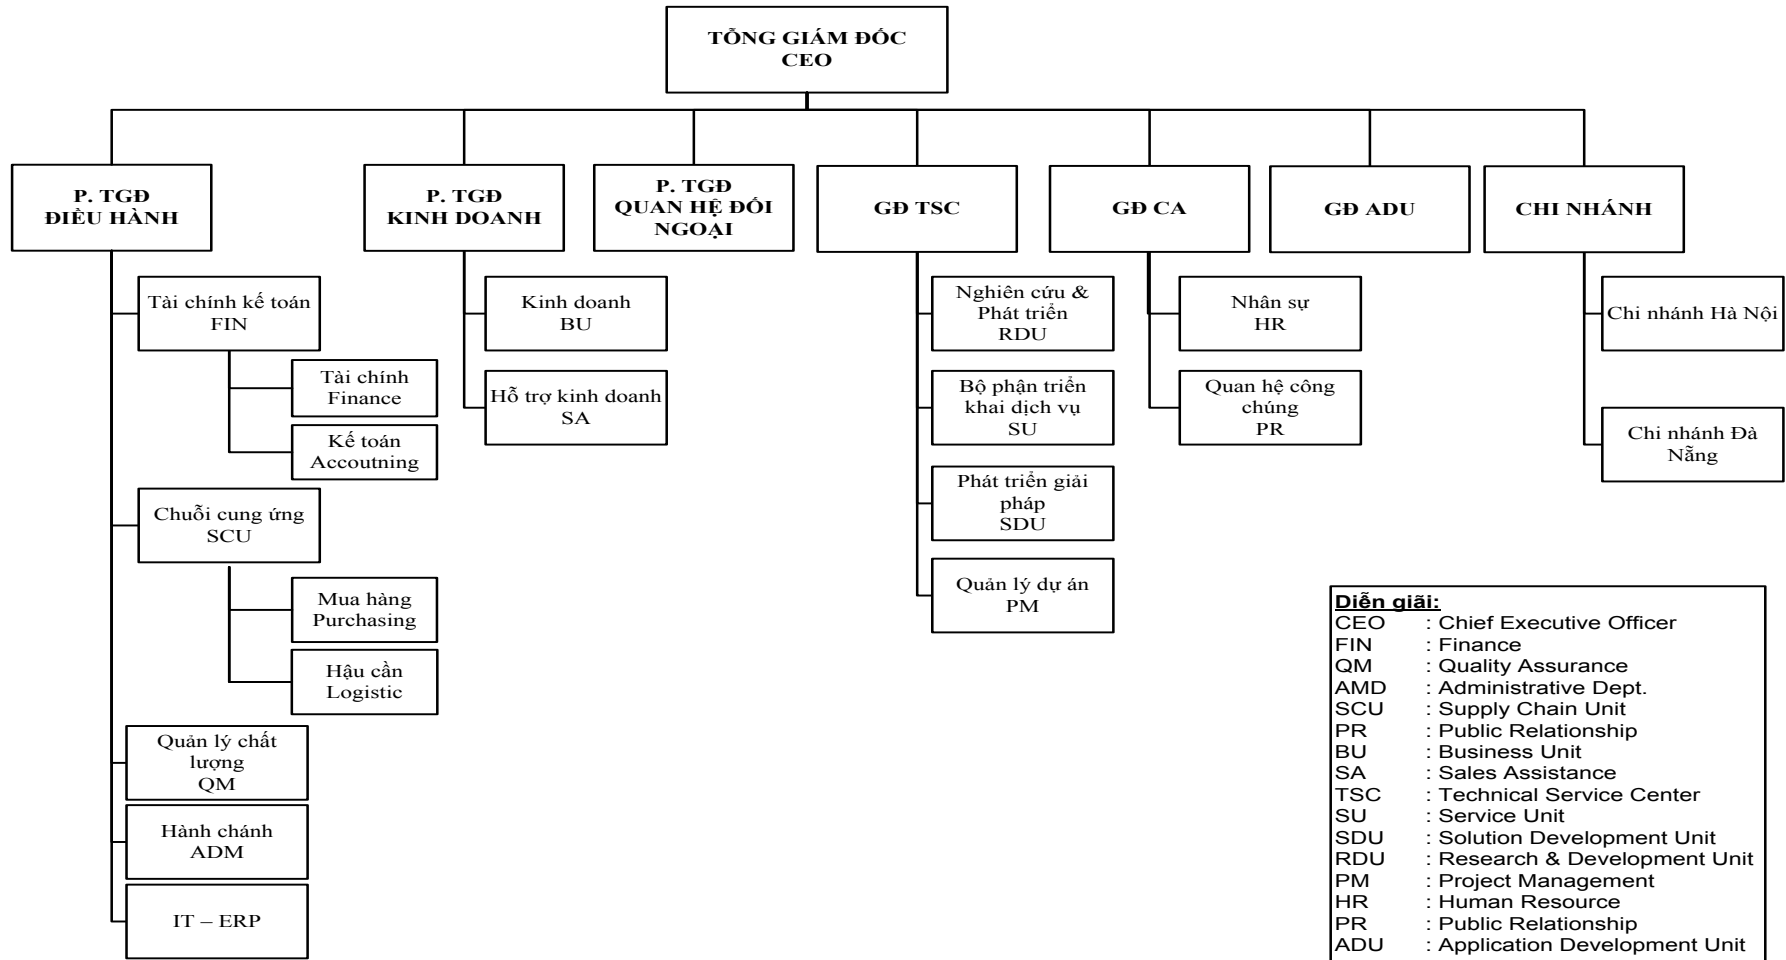 TỔNG GIÁM ĐỐC
CEO
P. TGĐ
ĐIỀU HÀNH
P. TGĐ
KINH DOANH
P. TGĐ
QUAN HỆ ĐỐI
NGOẠI
GĐ TSC
GĐ CA
GĐ ADU
CHI NHÁNH
Tài chính kế toán
FIN
Tài chính
Finance
Kế toán
Accoutning
Chuỗi cung ứng
SCU
Mua hàng
Purchasing
Hậu cần
Logistic
Quản lý chất
lượng
QM
Hành chánh
ADM
IT – ERP
Kinh doanh
BU
Hỗ trợ kinh doanh
SA
Nghiên cứu &
Phát triển
RDU
Bộ phận triển
khai dịch vụ
SU
Phát triển giải
pháp
SDU
Quản lý dự án
PM
Nhân sự
HR
Quan hệ công
chúng
PR
Chi nhánh Hà Nội
Chi nhánh Đà
Nẵng
Diễn giãi:
CEO : Chief Executive Officer
FIN : Finance
QM : Quality Assurance
AMD : Administrative Dept.
SCU : Supply Chain Unit
PR : Public Relationship
BU : Business Unit
SA : Sales Assistance
TSC : Technical Service Center
SU : Service Unit
SDU : Solution Development Unit
RDU : Research & Development Unit
PM : Project Management
HR : Human Resource
PR : Public Relationship
ADU : Application Development Unit